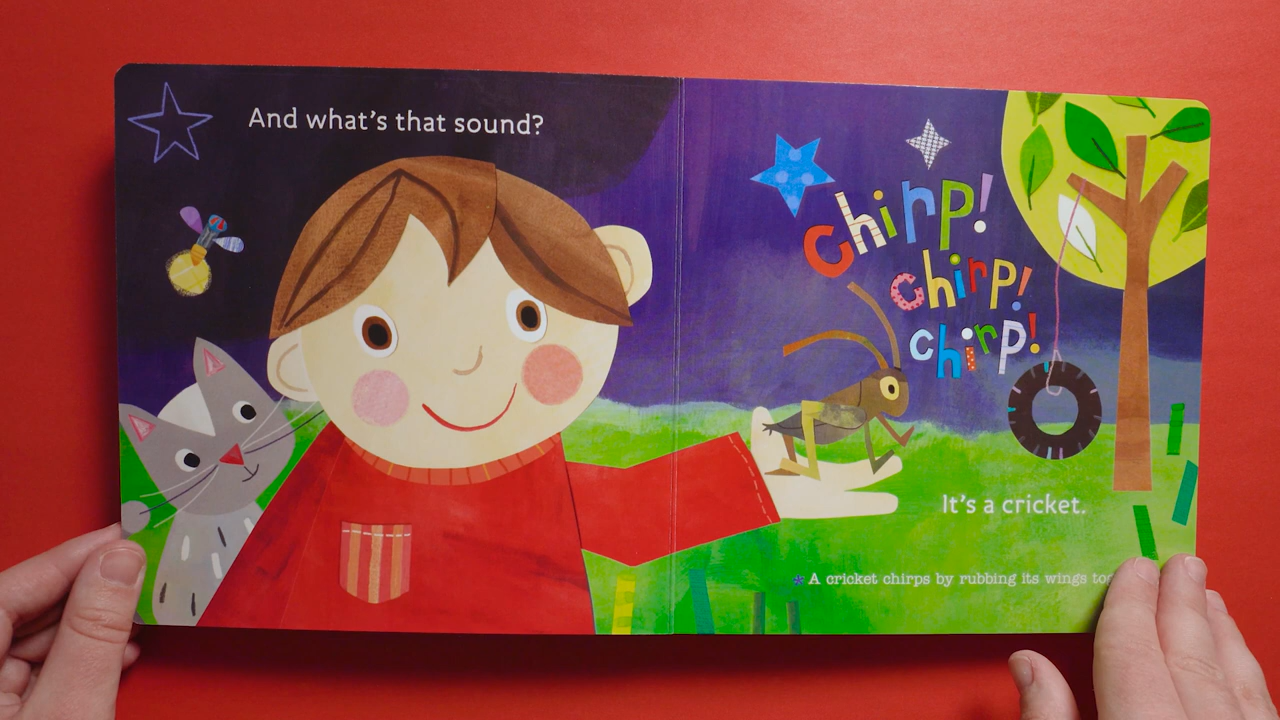 And what's that sound?
chirp!
chirp!
chirp!
It's a cricket.
A cricket chirps by rubbing its wings